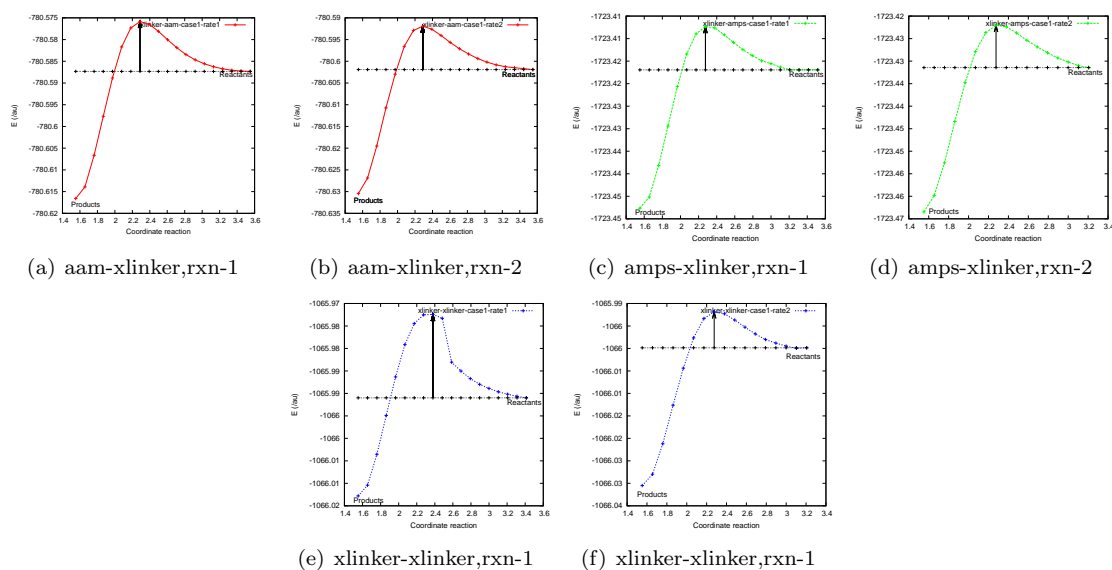 -780.575
-780.58
-780.585
-780.59
-780.595
-780.6
-780.605
-780.61
-780.615
-780.62
E (/au)
xlinker-aam-case1-rate1
Reactants
Products
1.4 1.6 1.8 2 2.2 2.4 2.6 2.8 3 3.2 3.4 3.6
Coordinate reaction
(a) aam-xlinker,rxn-1
-780.59
-780.595
-780.6
-780.605
-780.61
-780.615
-780.62
-780.625
-780.63
-780.635
E (/au)
xlinker-aam-case1-rate2
Reactants
Products
1.4 1.6 1.8 2 2.2 2.4 2.6 2.8 3 3.2 3.4 3.6
Coordinate reaction
(b) aam-xlinker,rxn-2
-1723.41
-1723.41
-1723.42
-1723.42
-1723.43
-1723.43
-1723.44
-1723.44
-1723.45
-1723.45
E (/au)
xlinker-amps-case1-rate1
Reactants
Products
1.4 1.6 1.8 2 2.2 2.4 2.6 2.8 3 3.2 3.4 3.6
Coordinate reaction
(c) amps-xlinker,rxn-1
-1723.42
-1723.43
-1723.43
-1723.44
-1723.44
-1723.45
-1723.45
-1723.46
-1723.46
-1723.47
E (/au)
xlinker-amps-case1-rate2
Reactants
Products
1.4 1.6 1.8 2 2.2 2.4 2.6 2.8 3 3.2 3.4
Coordinate reaction
(d) amps-xlinker,rxn-2
-1065.97
-1065.98
-1065.98
-1065.99
-1065.99
-1066
-1066
-1066.01
-1066.01
-1066.02
E (/au)
xlinker-xlinker-case1-rate1
Reactants
Products
1.4 1.6 1.8 2 2.2 2.4 2.6 2.8 3 3.2 3.4 3.6
Coordinate reaction
(e) xlinker-xlinker,rxn-1
-1065.99
-1066
-1066
-1066.01
-1066.01
-1066.02
-1066.02
-1066.03
-1066.03
-1066.04
E (/au)
xlinker-xlinker-case1-rate2
Reactants
Products
1.4 1.6 1.8 2 2.2 2.4 2.6 2.8 3 3.2 3.4
Coordinate reaction
(f) xlinker-xlinker,rxn-1